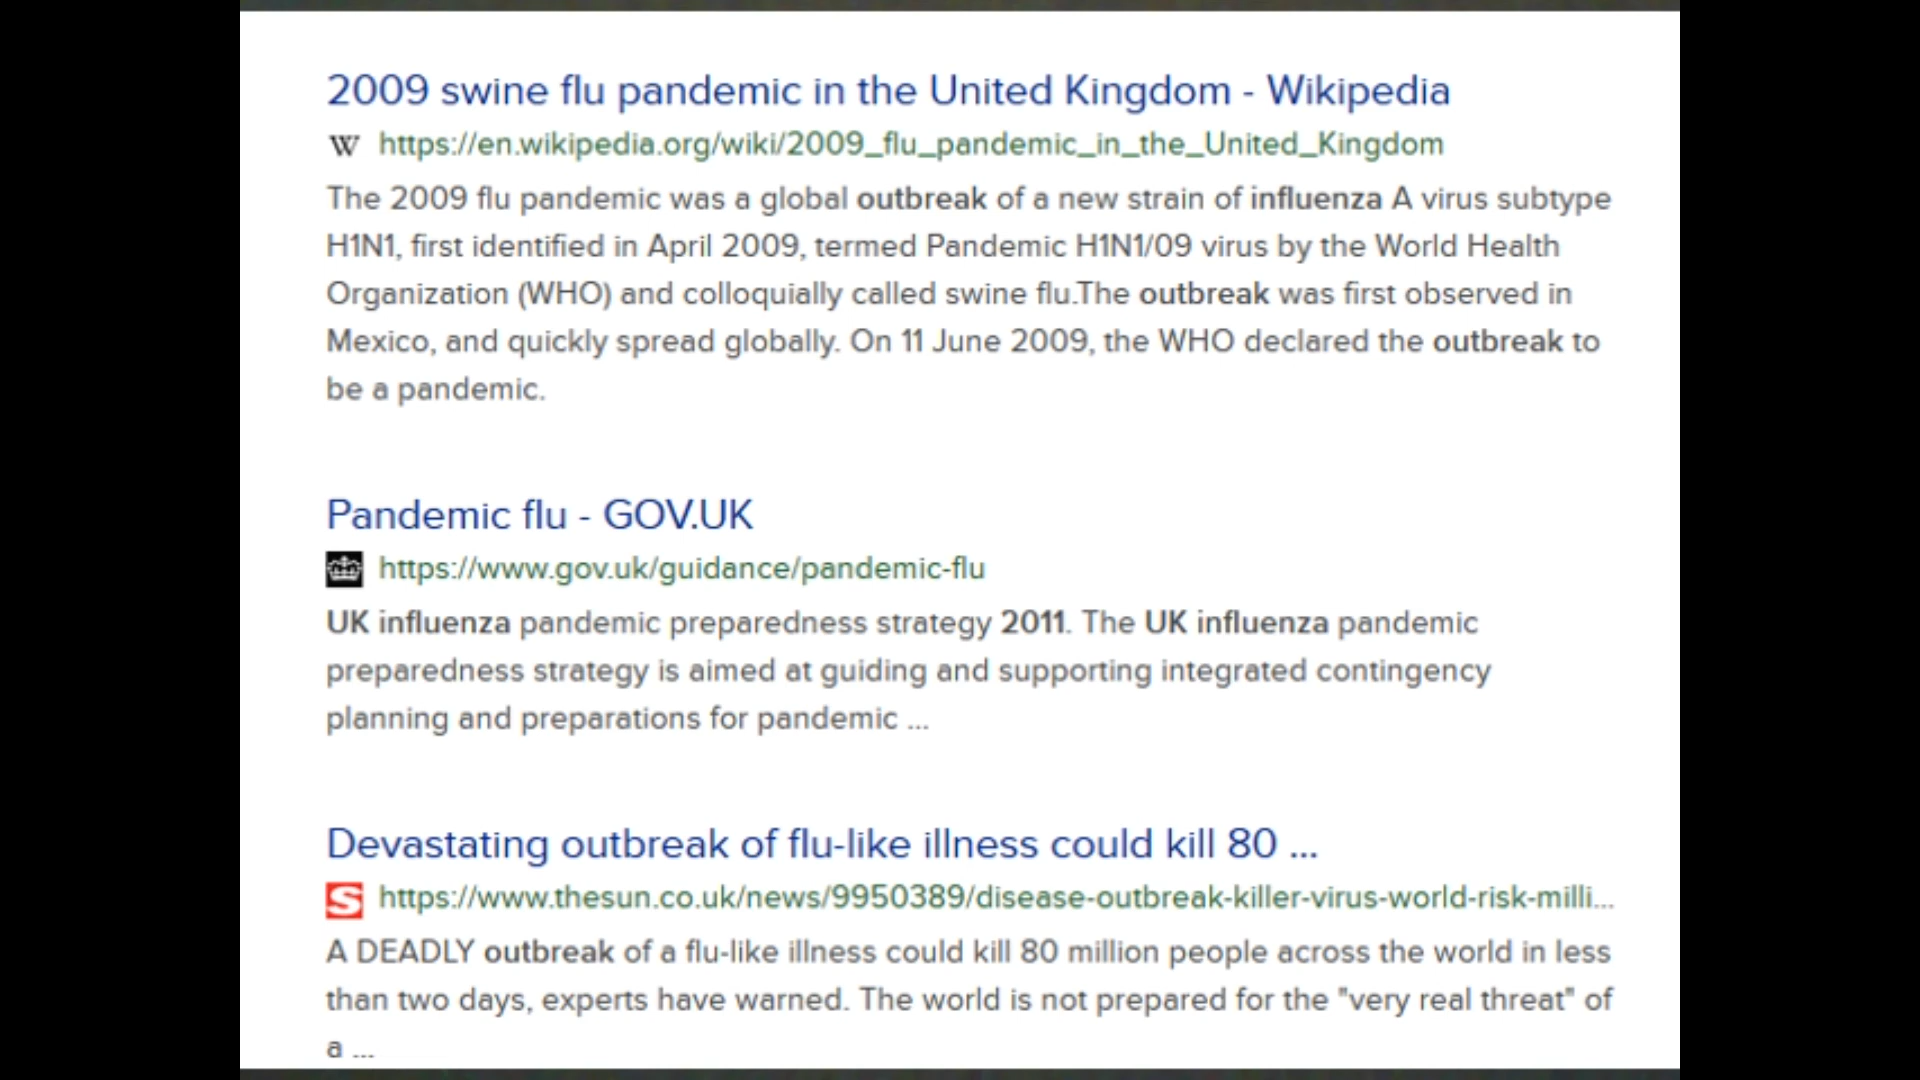 2009 swine flu pandemic in the United Kingdom - Wikipedia
W https://en.wikipedia.org/wiki/2009_flu_pandemic_in_the_United_Kingdom
The 2009 flu pandemic was a global outbreak of a new strain of influenza A virus subtype
H1N1, first identified in April 2009, termed Pandemic H1N1/09 virus by the World Health
Organization (WHO) and colloquially called swine flu.The outbreak was first observed in
Mexico, and quickly spread globally. On 11 June 2009, the WHO declared the outbreak to
be a pandemic.
Pandemic flu - GOV.UK
https://www.gov.uk/guidance/pandemic-flu
UK influenza pandemic preparedness strategy 2011. The UK influenza pandemic
preparedness strategy is aimed at guiding and supporting integrated contingency
planning and preparations for pandemic ...
Devastating outbreak of flu-like illness could kill 80 ...
S https://www.thesun.co.uk/news/9950389/disease-outbreak-killer-virus-world-risk-milli...
A DEADLY outbreak of a flu-like illness could kill 80 million people across the world in less
than two days, experts have warned. The world is not prepared for the "very real threat" of
a ...